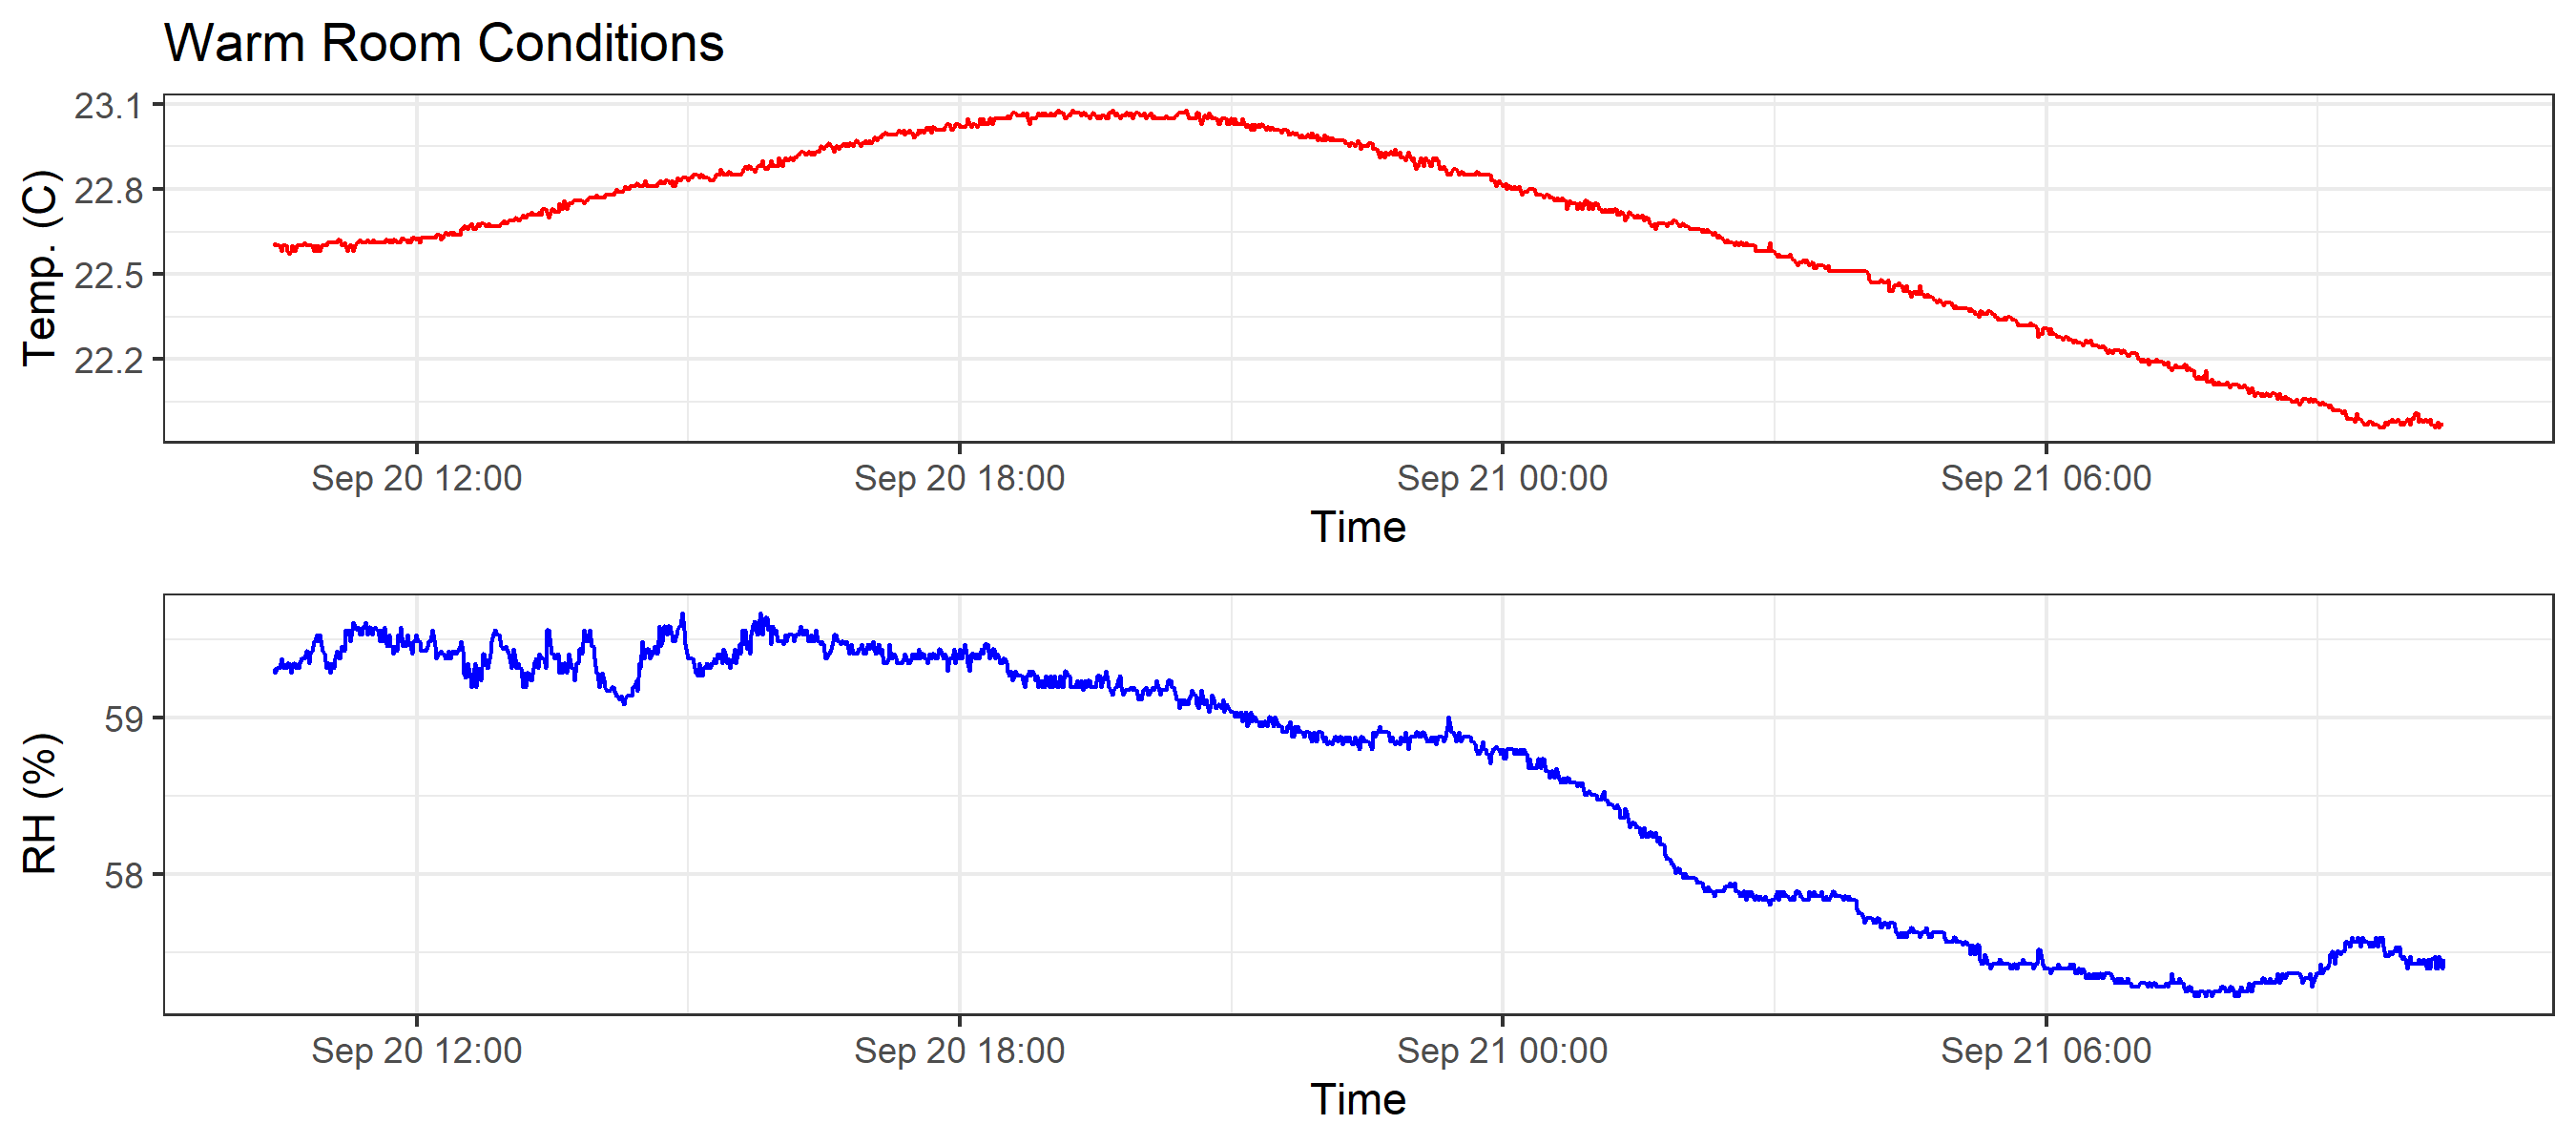 Warm Room Conditions
Temp. (C)
23.1
22.8
22.5
22.2
Sep 20 12:00 Sep 20 18:00 Sep 21 00:00 Sep 21 06:00
Time
RH (%)
59
58
Sep 20 12:00 Sep 20 18:00 Sep 21 00:00 Sep 21 06:00
Time